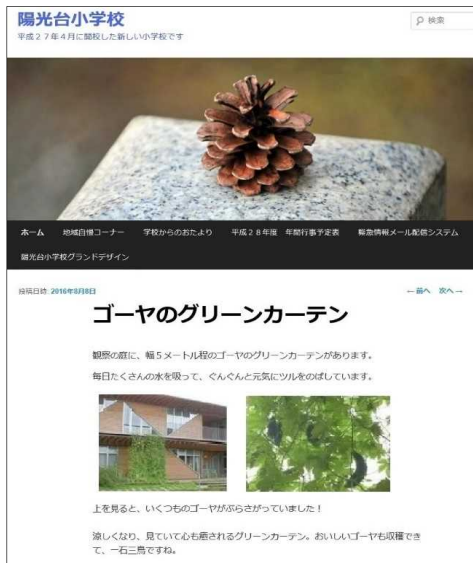 陽光台小学校
平成２７年４月に開校した新しい小学校です
検索
ホーム　地域自慢コーナー　学校からのおたより　平成２８年度　年間行事予定表　緊急情報メール配信システム
陽光台小学校グランドデザイン
投稿日時: 2016年8月8日
← 前へ　次へ →
ゴーヤのグリーンカーテン
観察の庭に、幅５メートル程のゴーヤのグリーンカーテンがあります。
毎日たくさんの水を吸って、ぐんぐんと元気にツルをのばしています。
上を見ると、いくつものゴーヤがぶらさがっていました！
涼しくなり、見ていて心も癒されるグリーンカーテン。おいしいゴーヤも収穫でき
て、一石三鳥ですね。